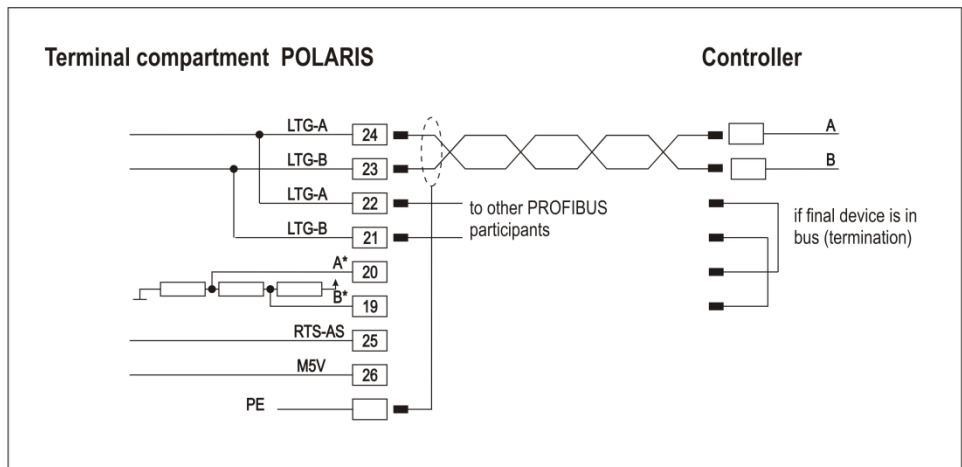 Terminal compartment POLARIS
Controller
LTG-A 24
A
LTG-B 23
B
LTG-A 22
to other PROFIBUS
participants
if final device is in
bus (termination)
LTG-B 21
A* 20
B* 19
RTS-AS 25
M5V 26
PE